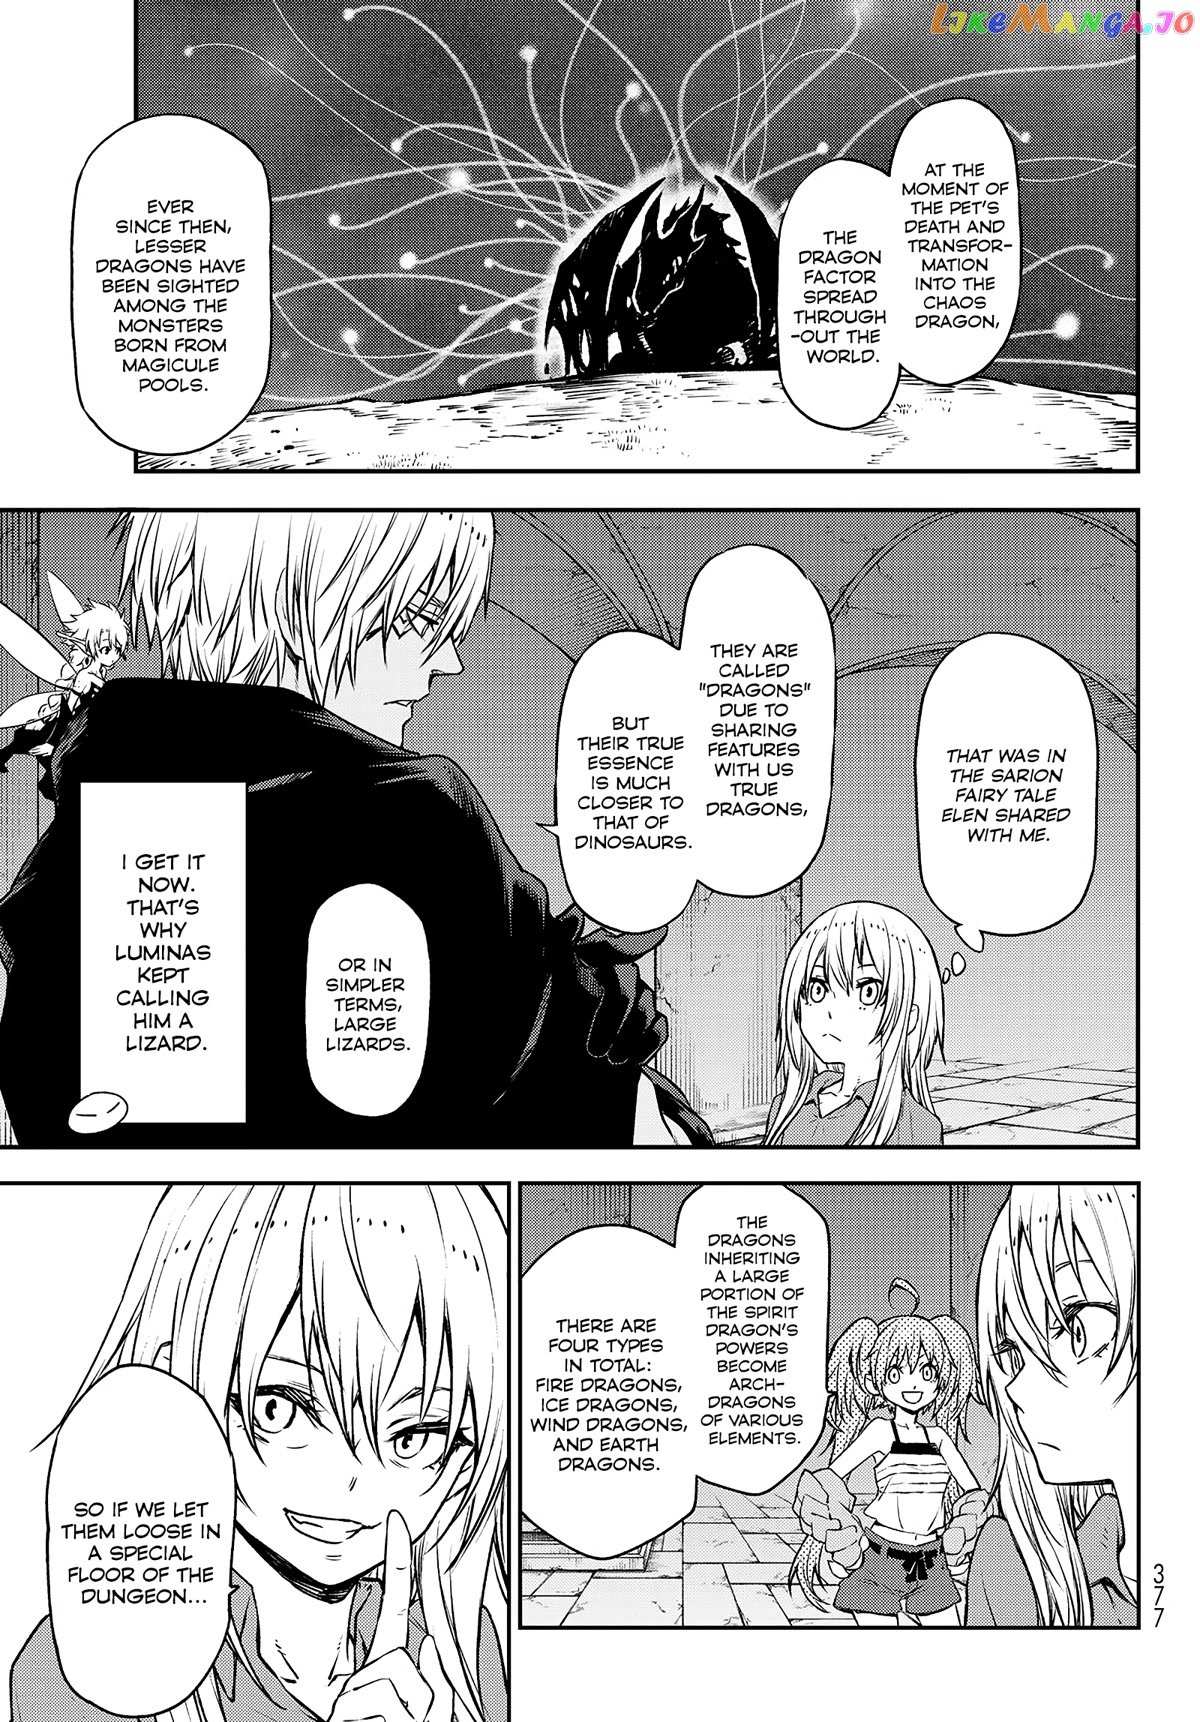 LIKEMANGA.IO
AT THE
MOMENT OF
THE PET'S
DEATH AND
TRANSFOR-
MATION
INTO THE
CHAOS
DRAGON,
THE
DRAGON
FACTOR
SPREAD
THROUGH
-OUT THE
WORLD.
EVER
SINCE THEN,
LESSER
DRAGONS HAVE
BEEN SIGHTED
AMONG THE
MONSTERS
BORN FROM
MAGICULE
POOLS.
THAT WAS IN
THE SARION
FAIRY TALE
ELEN SHARED
WITH ME.
THEY ARE
CALLED
"DRAGONS"
DUE TO
SHARING
FEATURES
WITH US
TRUE
DRAGONS,
BUT
THEIR TRUE
ESSENCE
IS MUCH
CLOSER TO
THAT OF
DINOSAURS.
OR IN
SIMPLER
TERMS,
LARGE
LIZARDS.
I GET IT
NOW.
THAT'S
WHY
LUMINAS
KEPT
CALLING
HIM A
LIZARD.
THE
DRAGONS
INHERITING
A LARGE
PORTION OF
THE SPIRIT
DRAGON'S
POWERS
BECOME
ARCH-
DRAGONS
OF VARIOUS
ELEMENTS.
THERE ARE
FOUR TYPES
IN TOTAL:
FIRE DRAGONS,
ICE DRAGONS,
WIND DRAGONS,
AND EARTH
DRAGONS.
SO IF WE LET
THEM LOOSE IN
A SPECIAL
FLOOR OF THE
DUNGEON...
377